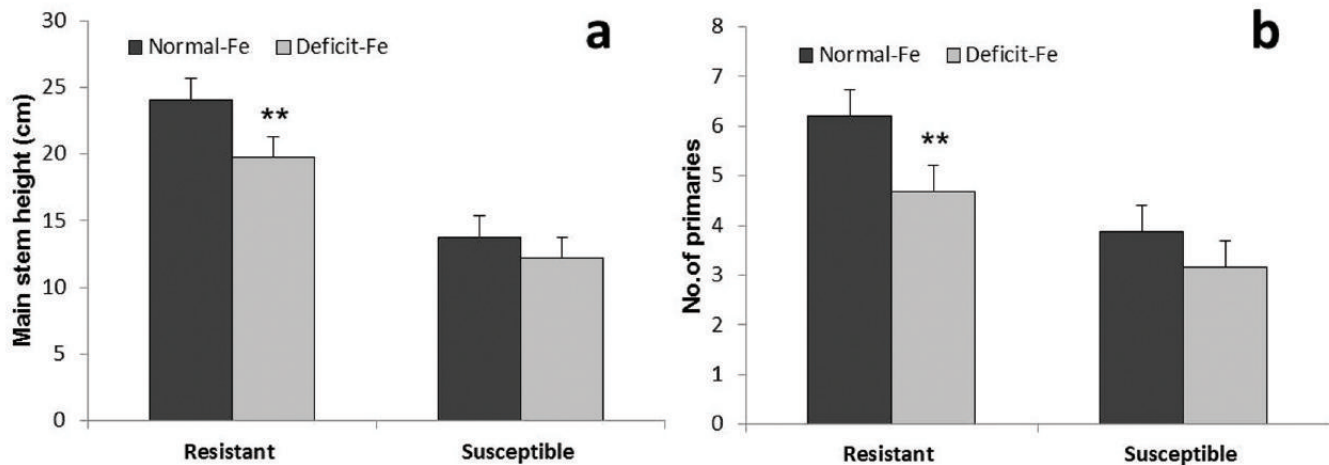 a
Normal-Fe Deficit-Fe
Main stem height (cm)
30
25
20
15
10
5
0
**
Resistant Susceptible
b
Normal-Fe Deficit-Fe
No.of primaries
8
7
6
5
4
3
2
1
0
**
Resistant Susceptible